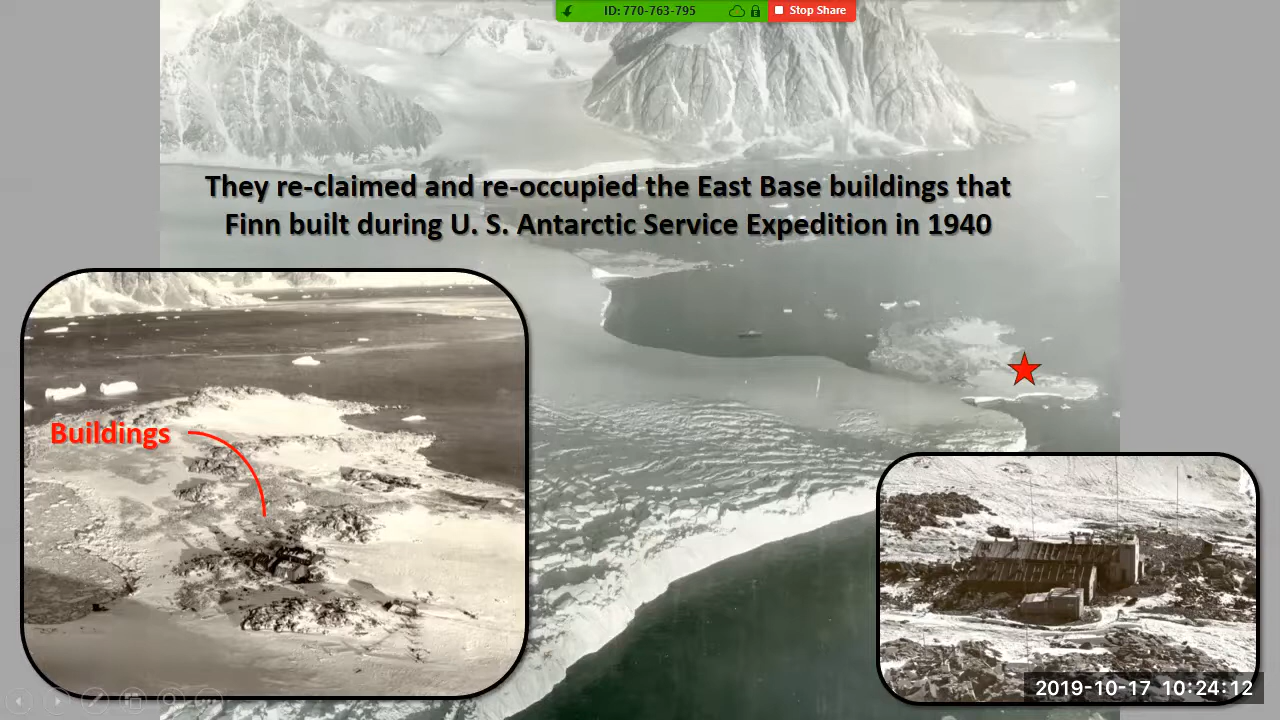 ID: 770-763-795
Stop Share
They re-claimed and re-occupied the East Base buildings that
Finn built during U. S. Antarctic Service Expedition in 1940
Buildings
2019-10-17 10:24:12